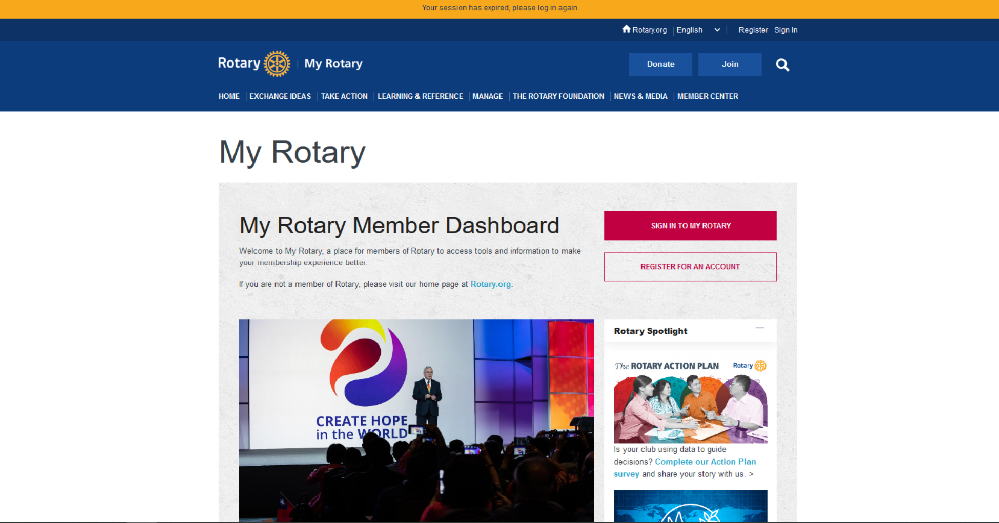 Your session has expired, please log in again
Rotary.org
English
Register
Sign In
Rotary
My Rotary
Donate
Join
HOME
EXCHANGE IDEAS
TAKE ACTION
LEARNING & REFERENCE
MANAGE
THE ROTARY FOUNDATION
NEWS & MEDIA
MEMBER CENTER
My Rotary
My Rotary Member Dashboard
Welcome to My Rotary, a place for members of Rotary to access tools and information to make
your membership experience better.
If you are not a member of Rotary, please visit our home page at Rotary.org.
SIGN IN TO MY ROTARY
REGISTER FOR AN ACCOUNT
CREATE HOPE
in the WORLD
Rotary Spotlight
The ROTARY ACTION PLAN
Rotary
Is your club using data to guide
decisions? Complete our Action Plan
survey and share your story with us. >